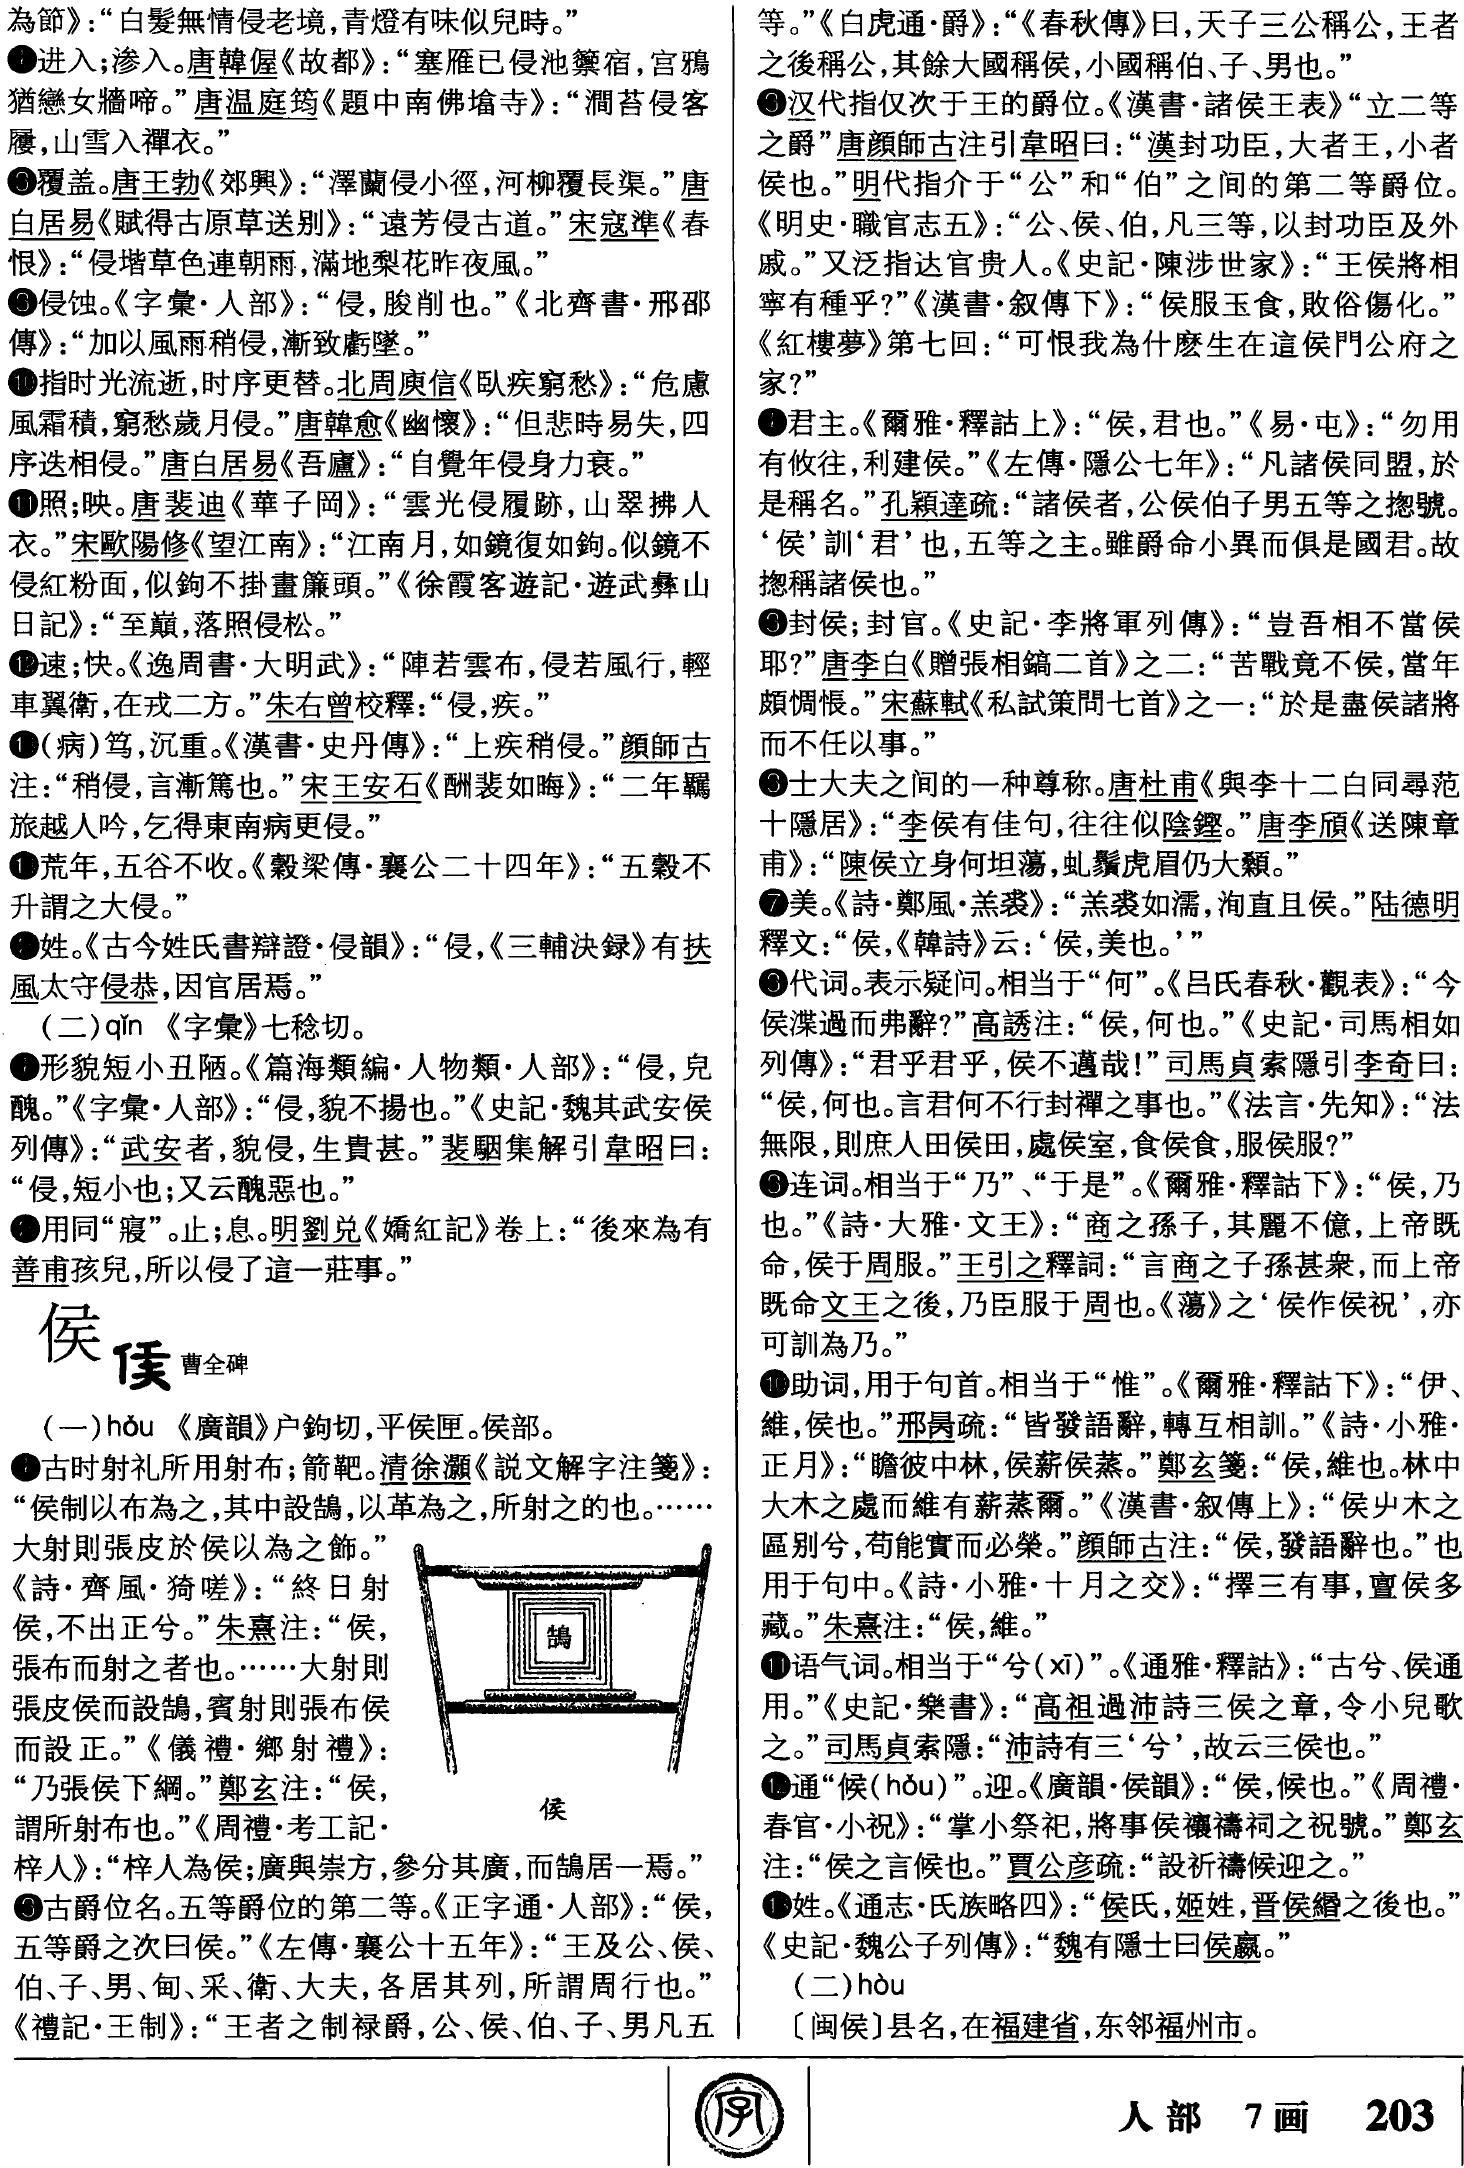 為節》：“白髮無情侵老境，青燈有味似兒時。”
❼进入；渗入。唐韓偓《故都》：“塞雁已侵池籞宿，宫鴉
猶戀女牆啼。”唐温庭筠《題中南佛塔寺》：“澗苔侵客
屨，山雪入禪衣。”
❽覆盖。唐王勃《郊興》：“澤蘭侵小徑，河柳覆長渠。”唐
白居易《賦得古原草送别》：“遠芳侵古道。”宋寇準《春
恨》：“侵堦草色連朝雨，滿地梨花昨夜風。”
❾侵蚀。《字彙·人部》：“侵，朘削也。”《北齊書·邢邵
傳》：“加以風雨稍侵，漸致虧墜。”
❿指时光流逝，时序更替。北周庾信《臥疾窮愁》：“危慮
風霜積，窮愁歲月侵。”唐韓愈《幽懷》：“但悲時易失，四
序迭相侵。”唐白居易《吾廬》：“自覺年侵身力衰。”
⓫照；映。唐裴迪《華子岡》：“雲光侵履跡，山翠拂人
衣。”宋歐陽修《望江南》：“江南月，如鏡復如鉤。似鏡不
侵紅粉面，似鉤不掛畫簾頭。”《徐霞客遊記·遊武彝山
日記》：“至巔，落照侵松。”
⓬速；快。《逸周書·大明武》：“陣若雲布，侵若風行，輕
車翼衛，在戎二方。”朱右曾校釋：“侵，疾。”
⓭（病）笃，沉重。《漢書·史丹傳》：“上疾稍侵。”顔師古
注：“稍侵，言漸篤也。”宋王安石《酬裴如晦》：“二年羈
旅越人吟，乞得東南病更侵。”
⓮荒年，五谷不收。《穀梁傳·襄公二十四年》：“五穀不
升謂之大侵。”
⓯姓。《古今姓氏書辯證·侵韻》：“侵，《三輔決録》有扶
風太守侵恭，因官居焉。”
（二）qǐn 《字彙》七稔切。
❶形貌短小丑陋。《篇海類編·人物類·人部》：“侵，皃
醜。”《字彙·人部》：“侵，貌不揚也。”《史記·魏其武安侯
列傳》：“武安者，貌侵，生貴甚。”裴駰集解引韋昭曰：
“侵，短小也；又云醜惡也。”
❷用同“寢”。止；息。明劉兑《嬌紅記》卷上：“後來為有
善甫孩兒，所以侵了這一莊事。”
侯 侯 曹全碑
（一）hóu 《廣韻》户鉤切，平侯匣。侯部。
❶古时射礼所用射布；箭靶。清徐灝《説文解字注箋》：
“侯制以布為之，其中設鵠，以革為之，所射之的也。……
大射則張皮於侯以為之飾。”
《詩·齊風·猗嗟》：“終日射
侯，不出正兮。”朱熹注：“侯，
張布而射之者也。……大射則
張皮侯而設鵠，賓射則張布侯
而設正。”《儀禮·鄉射禮》：
“乃張侯下綱。”鄭玄注：“侯，
謂所射布也。”《周禮·考工記·
梓人》：“梓人為侯；廣與崇方，參分其廣，而鵠居一焉。”
鵠
侯
❷古爵位名。五等爵位的第二等。《正字通·人部》：“侯，
五等爵之次曰侯。”《左傳·襄公十五年》：“王及公、侯、
伯、子、男、甸、采、衛、大夫，各居其列，所謂周行也。”
《禮記·王制》：“王者之制禄爵，公、侯、伯、子、男凡五
等。”《白虎通·爵》：“《春秋傳》曰，天子三公稱公，王者
之後稱公，其餘大國稱侯，小國稱伯、子、男也。”
❸汉代指仅次于王的爵位。《漢書·諸侯王表》“立二等
之爵”唐顔師古注引韋昭曰：“漢封功臣，大者王，小者
侯也。”明代指介于“公”和“伯”之间的第二等爵位。
《明史·職官志五》：“公、侯、伯，凡三等，以封功臣及外
戚。”又泛指达官贵人。《史記·陳涉世家》：“王侯將相
寧有種乎？”《漢書·叙傳下》：“侯服玉食，敗俗傷化。”
《紅樓夢》第七回：“可恨我為什麽生在這侯門公府之
家？”
❹君主。《爾雅·釋詁上》：“侯，君也。”《易·屯》：“勿用
有攸往，利建侯。”《左傳·隱公七年》：“凡諸侯同盟，於
是稱名。”孔穎達疏：“諸侯者，公侯伯子男五等之揔號。
‘侯’訓‘君’也，五等之主。雖爵命小異而俱是國君。故
揔稱諸侯也。”
❺封侯；封官。《史記·李將軍列傳》：“豈吾相不當侯
耶？”唐李白《贈張相鎬二首》之二：“苦戰竟不侯，當年
頗惆悵。”宋蘇軾《私試策問七首》之一：“於是盡侯諸將
而不任以事。”
❻士大夫之间的一种尊称。唐杜甫《與李十二白同尋范
十隱居》：“李侯有佳句，往往似陰鏗。”唐李頎《送陳章
甫》：“陳侯立身何坦蕩，虬鬚虎眉仍大顙。”
❼美。《詩·鄭風·羔裘》：“羔裘如濡，洵直且侯。”陆德明
釋文：“侯，《韓詩》云：‘侯，美也。’”
❽代词。表示疑问。相当于“何”。《吕氏春秋·觀表》：“今
侯渫過而弗辭？”高誘注：“侯，何也。”《史記·司馬相如
列傳》：“君乎君乎，侯不邁哉！”司馬貞索隱引李奇曰：
“侯，何也。言君何不行封禪之事也。”《法言·先知》：“法
無限，則庶人田侯田，處侯室，食侯食，服侯服？”
❾连词。相当于“乃”、“于是”。《爾雅·釋詁下》：“侯，乃
也。”《詩·大雅·文王》：“商之孫子，其麗不億，上帝既
命，侯于周服。”王引之釋詞：“言商之子孫甚衆，而上帝
既命文王之後，乃臣服于周也。《蕩》之‘侯作侯祝’，亦
可訓為乃。”
❿助词，用于句首。相当于“惟”。《爾雅·釋詁下》：“伊、
維，侯也。”邢昺疏：“皆發語辭，轉互相訓。”《詩·小雅·
正月》：“瞻彼中林，侯薪侯蒸。”鄭玄箋：“侯，維也。林中
大木之處而維有薪蒸爾。”《漢書·叙傳上》：“侯屮木之
區别兮，苟能實而必榮。”顔師古注：“侯，發語辭也。”也
用于句中。《詩·小雅·十月之交》：“擇三有事，亶侯多
藏。”朱熹注：“侯，維。”
⓫语气词。相当于“兮（xī）”。《通雅·釋詁》：“古兮、侯通
用。”《史記·樂書》：“高祖過沛詩三侯之章，令小兒歌
之。”司馬貞索隱：“沛詩有三‘兮’，故云三侯也。”
⓬通“候（hòu）”。迎。《廣韻·侯韻》：“侯，候也。”《周禮·
春官·小祝》：“掌小祭祀，將事侯禳禱祠之祝號。”鄭玄
注：“侯之言候也。”賈公彦疏：“設祈禱候迎之。”
⓭姓。《通志·氏族略四》：“侯氏，姬姓，晋侯緡之後也。”
《史記·魏公子列傳》：“魏有隱士曰侯嬴。”
（二）hòu
〔闽侯〕县名，在福建省，东邻福州市。
字
人部 7画 203